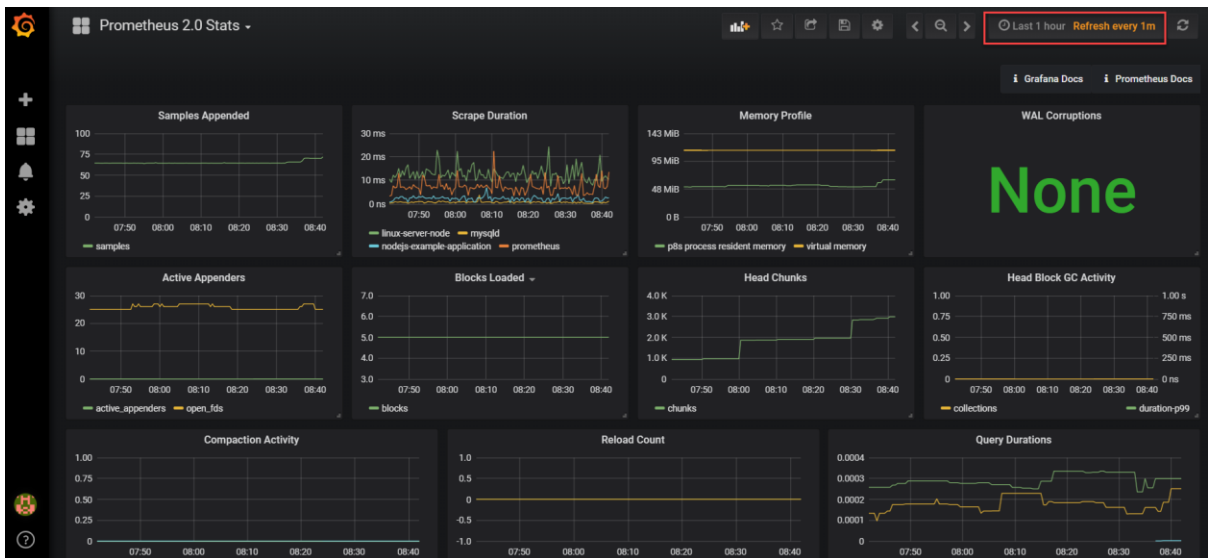 Prometheus 2.0 Stats
Last 1 hour Refresh every 1m
i Grafana Docs i Prometheus Docs
Samples Appended
100
75
50
25
0
07:50 08:00 08:10 08:20 08:30 08:40
samples
Scrape Duration
30 ms
20 ms
10 ms
0 ns
07:50 08:00 08:10 08:20 08:30 08:40
linux-server-node mysqld
nodejs-example-application prometheus
Memory Profile
143 MiB
95 MiB
48 MiB
0 B
07:50 08:00 08:10 08:20 08:30 08:40
p8s process resident memory virtual memory
WAL Corruptions
None
Active Appenders
30
20
10
0
07:50 08:00 08:10 08:20 08:30 08:40
active_appenders open_fds
Blocks Loaded
7.0
6.0
5.0
4.0
3.0
07:50 08:00 08:10 08:20 08:30 08:40
blocks
Head Chunks
4.0 K
3.0 K
2.0 K
1.0 K
0
07:50 08:00 08:10 08:20 08:30 08:40
chunks
Head Block GC Activity
1.00 1.00 s
0.75 750 ms
0.50 500 ms
0.25 250 ms
0 0 ns
07:50 08:00 08:10 08:20 08:30 08:40
collections duration-p99
Compaction Activity
1.00
0.75
0.50
0.25
0
07:50 08:00 08:10 08:20 08:30 08:40
Reload Count
1.0
0.5
0
-0.5
-1.0
07:50 08:00 08:10 08:20 08:30 08:40
Query Durations
0.0004
0.0003
0.0002
0.0001
0
07:50 08:00 08:10 08:20 08:30 08:40